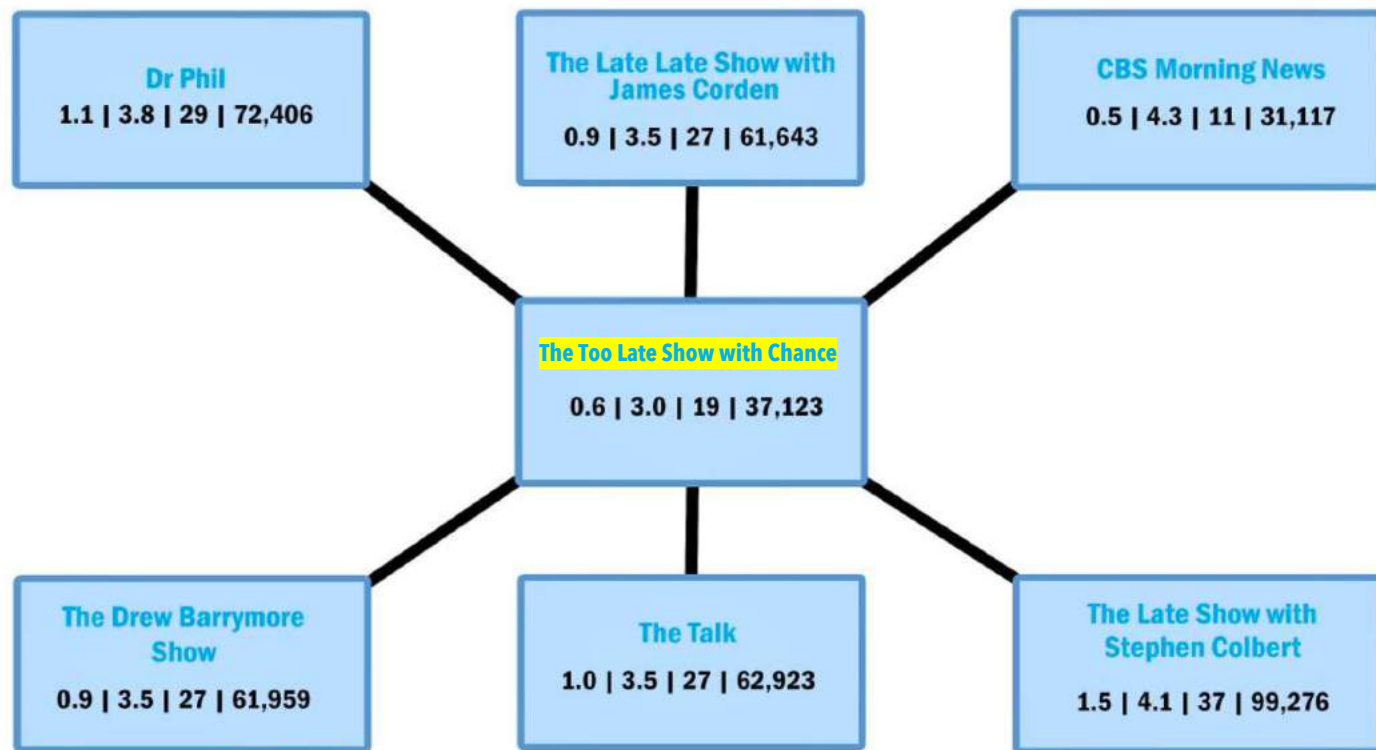 Dr Phil
1.1 | 3.8 | 29 | 72,406
The Late Late Show with
James Corden
0.9 | 3.5 | 27 | 61,643
CBS Morning News
0.5 | 4.3 | 11 | 31,117
The Too Late Show with Chance
0.6 | 3.0 | 19 | 37,123
The Drew Barrymore
Show
0.9 | 3.5 | 27 | 61,959
The Talk
1.0 | 3.5 | 27 | 62,923
The Late Show with
Stephen Colbert
1.5 | 4.1 | 37 | 99,276